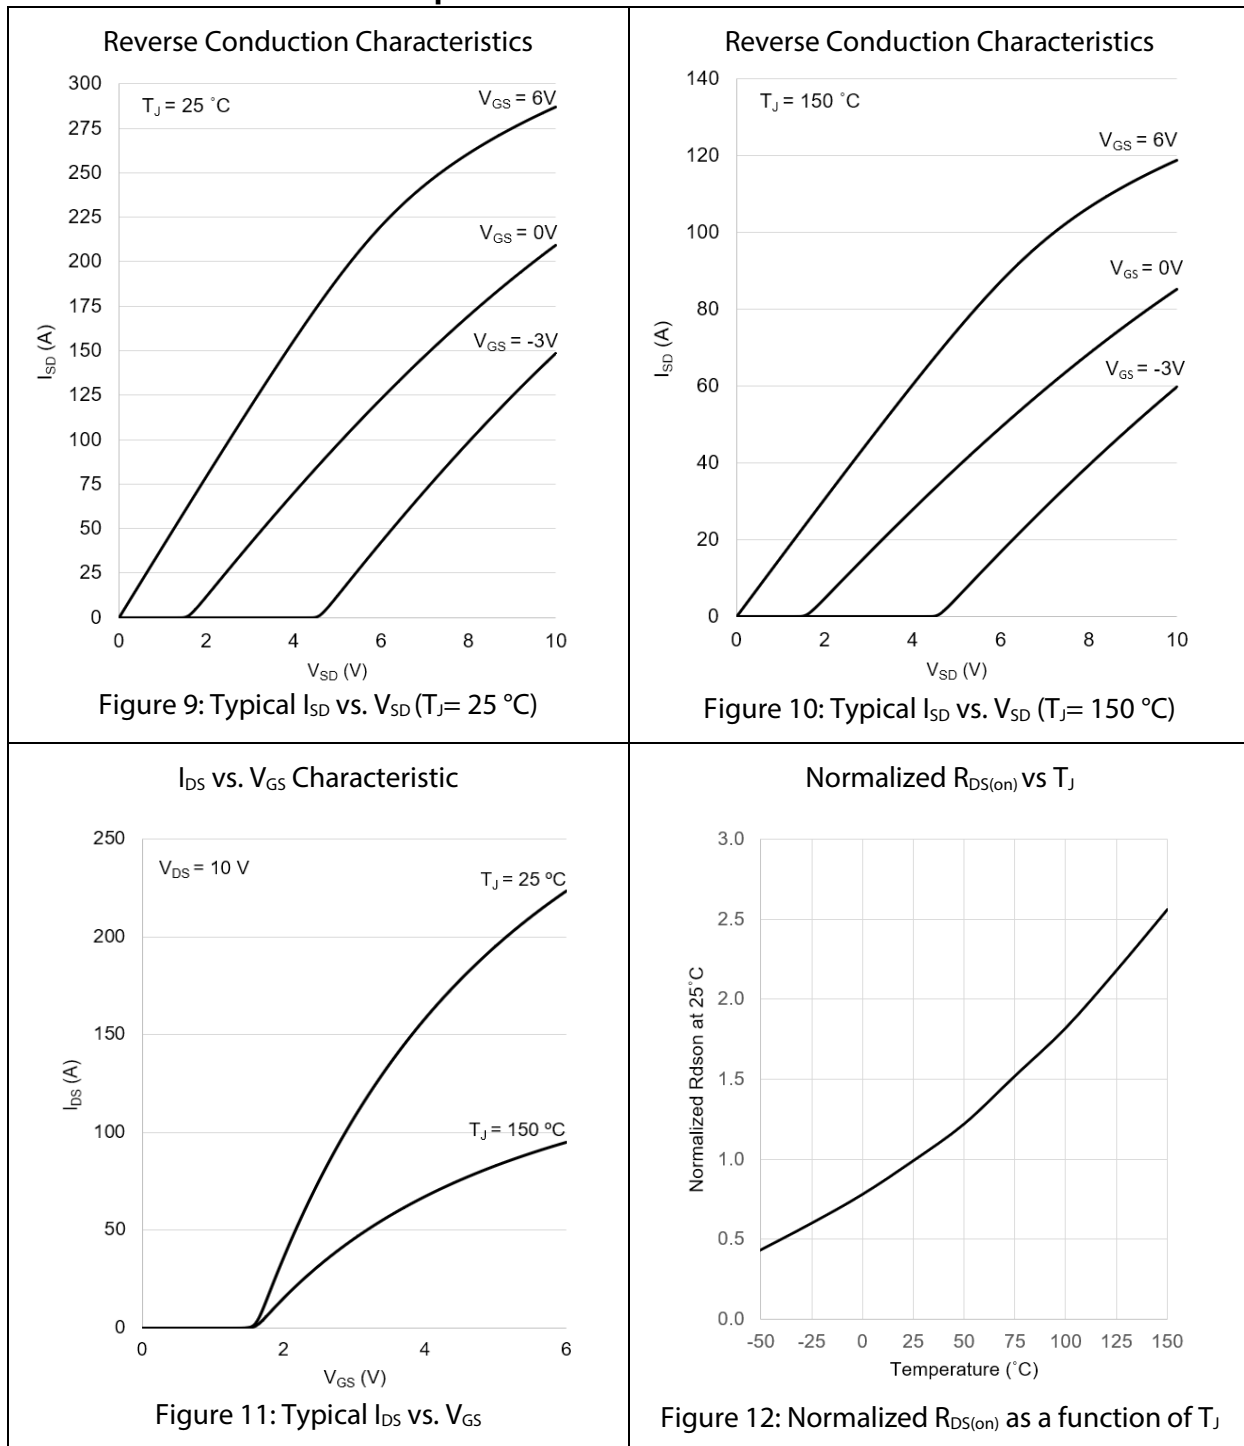 Reverse Conduction Characteristics
T_J = 25 ˚C
V_GS = 6V
V_GS = 0V
V_GS = -3V
300
275
250
225
200
175
150
125
100
75
50
25
0
I_SD (A)
0 2 4 6 8 10
V_SD (V)
Figure 9: Typical I_SD vs. V_SD (T_J= 25 °C)
Reverse Conduction Characteristics
T_J = 150 ˚C
V_GS = 6V
V_GS = 0V
V_GS = -3V
140
120
100
80
60
40
20
0
I_SD (A)
0 2 4 6 8 10
V_SD (V)
Figure 10: Typical I_SD vs. V_SD (T_J= 150 °C)
I_DS vs. V_GS Characteristic
V_DS = 10 V
T_J = 25 ºC
T_J = 150 ºC
250
200
150
100
50
0
I_DS (A)
0 2 4 6
V_GS (V)
Figure 11: Typical I_DS vs. V_GS
Normalized R_DS(on) vs T_J
3.0
2.5
2.0
1.5
1.0
0.5
0.0
Normalized Rdson at 25˚C
-50 -25 0 25 50 75 100 125 150
Temperature (˚C)
Figure 12: Normalized R_DS(on) as a function of T_J